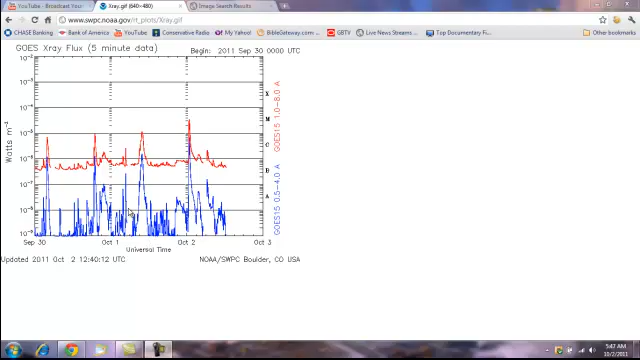 YouTube - Broadcast Your
Xray.gif (640×480)
Image Search Results
www.swpc.noaa.gov/rt_plots/Xray.gif
CHASE Banking
Bank of America
YouTube
Conservative Radio
My Yahoo!
BibleGateway.com
GBTV
Live News Streams
Top Documentary Fi
Other bookmarks
GOES Xray Flux (5 minute data)
Begin: 2011 Sep 30 0000 UTC
Watts m-2
10-2
10-3
10-4
10-5
10-6
10-7
10-8
10-9
X
M
C
B
A
GOES15 1.0-8.0 A
GOES15 0.5-4.0 A
Sep 30
Oct 1
Oct 2
Oct 3
Universal Time
Updated 2011 Oct 2 12:40:12 UTC
NOAA/SWPC Boulder, CO USA
5:47 AM
10/2/2011